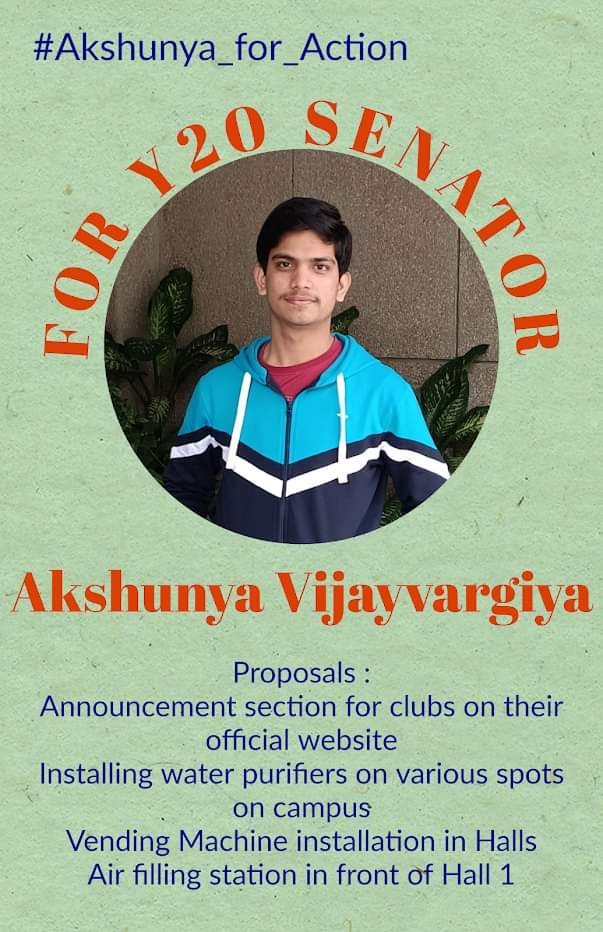 #Akshunya_for_Action
FOR Y20 SENATOR
Akshunya Vijayvargiya
Proposals :
Announcement section for clubs on their
official website
Installing water purifiers on various spots
on campus
Vending Machine installation in Halls
Air filling station in front of Hall 1